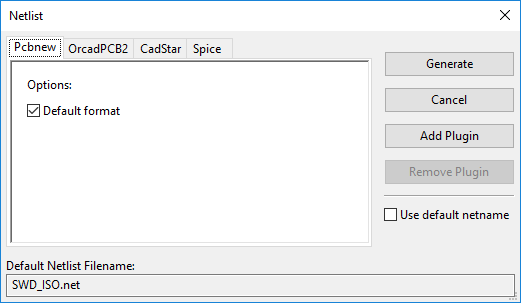 Netlist
Pcbnew OrcadPCB2 CadStar Spice
Options:
Default format
Generate
Cancel
Add Plugin
Remove Plugin
Use default netname
Default Netlist Filename:
SWD_ISO.net